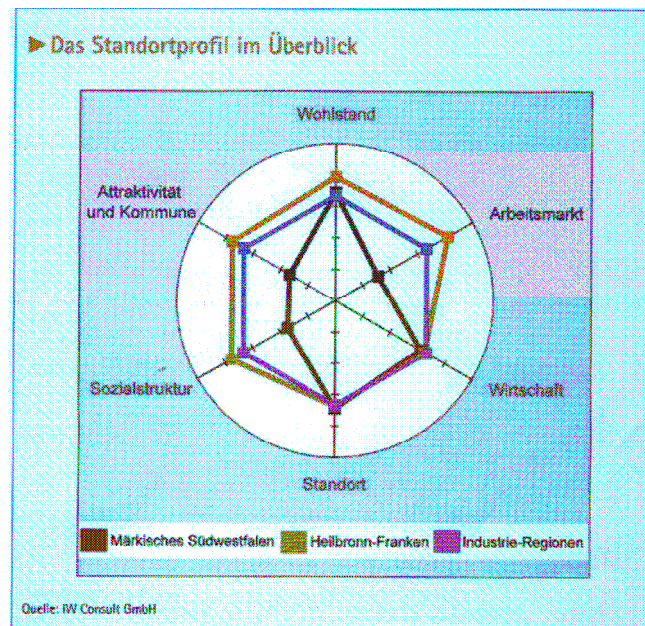 Das Standortprofil im Überblick
Wohlstand
Attraktivität
und Kommune
Arbeitsmarkt
Sozialstruktur
Wirtschaft
Standort
Märkisches Südwestfalen
Heilbronn-Franken
Industrie-Regionen
Quelle: IW Consult GmbH